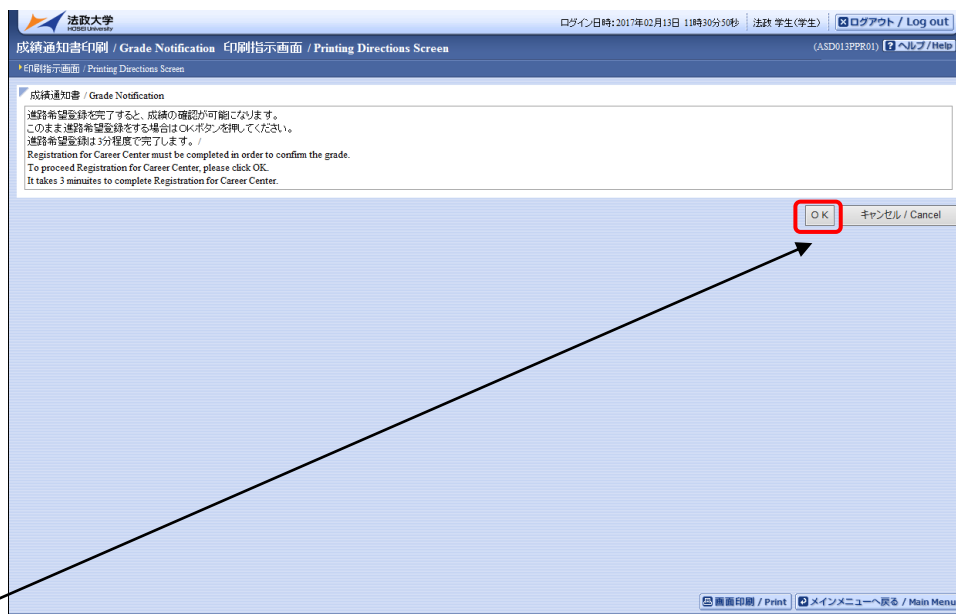 法政大学
HOSEI University
ログイン日時:2017年02月13日 11時30分50秒 法政 学生(学生) ログアウト / Log out
成績通知書印刷 / Grade Notification 印刷指示画面 / Printing Directions Screen (ASD013PPR01) ヘルプ/Help
印刷指示画面 / Printing Directions Screen
成績通知書 / Grade Notification
進路希望登録を完了すると、成績の確認が可能になります。
このまま進路希望登録をする場合はOKボタンを押してください。
進路希望登録は3分程度で完了します。/
Registration for Career Center must be completed in order to confirm the grade.
To proceed Registration for Career Center, please click OK.
It takes 3 minuites to complete Registration for Career Center.
O K キャンセル / Cancel
画面印刷 / Print メインメニューへ戻る / Main Menu